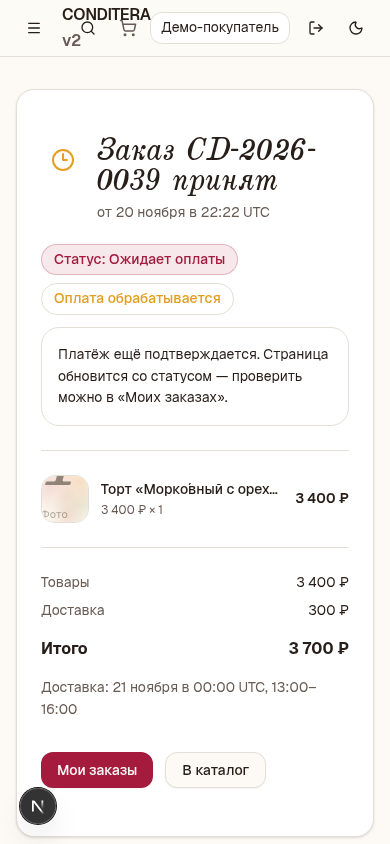 CONDITERA
v2
Демо-покупатель
Заказ CD-2026-
0039 принят
от 20 ноября в 22:22 UTC
Статус: Ожидает оплаты
Оплата обрабатывается
Платёж ещё подтверждается. Страница
обновится со статусом — проверить
можно в «Моих заказах».
Фото
Торт «Морко́вный с орех...
3 400 ₽
3 400 ₽ × 1
Товары
3 400 ₽
Доставка
300 ₽
Итого
3 700 ₽
Доставка: 21 ноября в 00:00 UTC, 13:00–
16:00
Мои заказы
В каталог
N